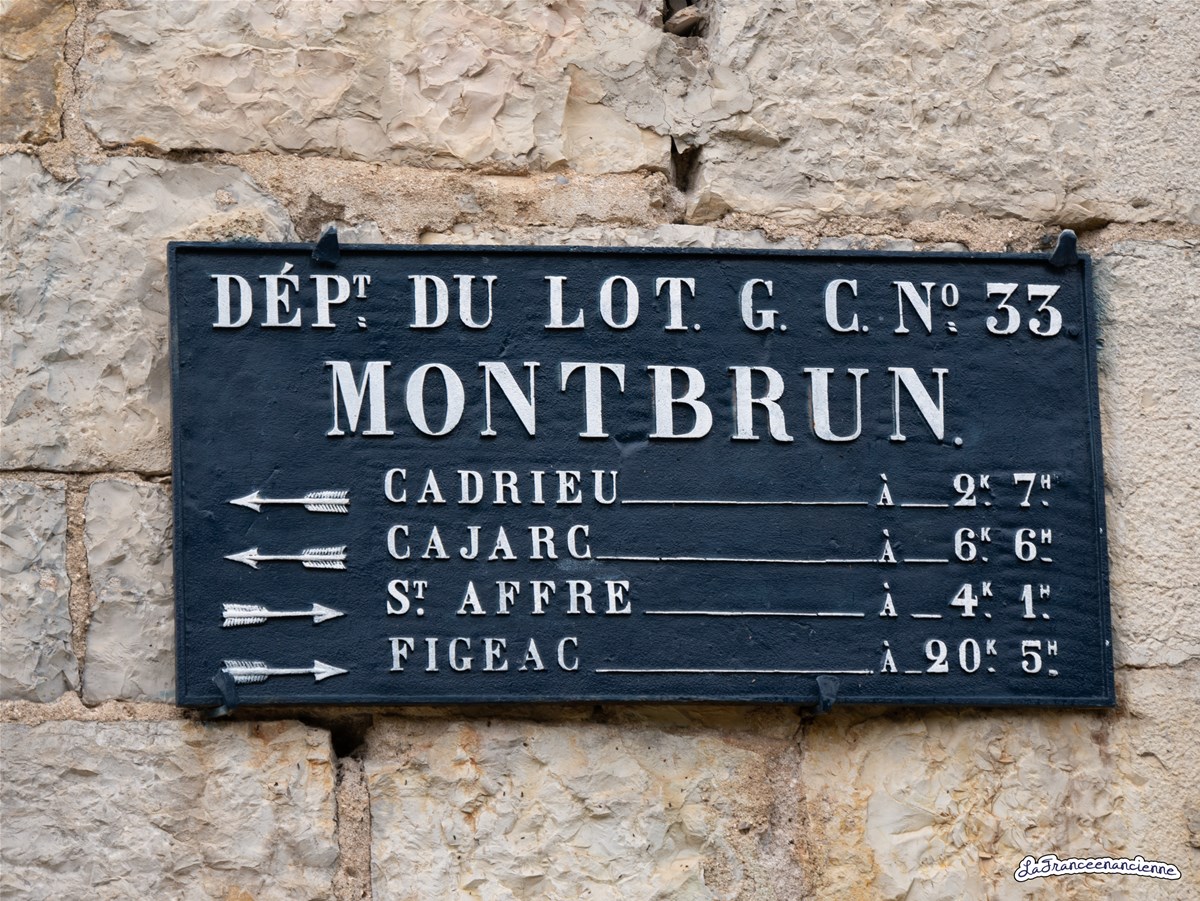 DÉPT. DU LOT. G. C. No. 33
MONTBRUN.
CADRIEU À 2K. 7H.
CAJARC À 6K. 6H.
ST. AFFRE À 4K. 1H.
FIGEAC À 20K. 5H.
LaFranceenancienne